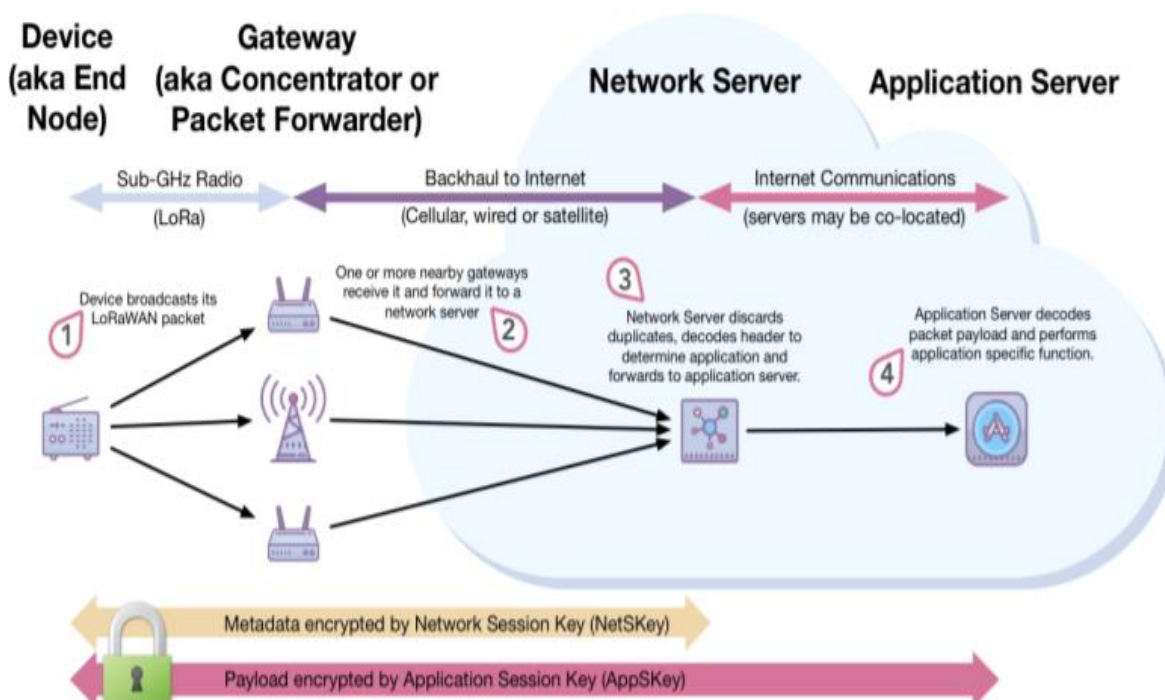 Device
(aka End
Node)
Gateway
(aka Concentrator or
Packet Forwarder)
Network Server
Application Server
Sub-GHz Radio
(LoRa)
Backhaul to Internet
(Cellular, wired or satellite)
Internet Communications
(servers may be co-located)
1
Device broadcasts its
LoRaWAN packet
One or more nearby gateways
receive it and forward it to a
network server
2
3
Network Server discards
duplicates, decodes header to
determine application and
forwards to application server.
Application Server decodes
packet payload and performs
application specific function.
4
Metadata encrypted by Network Session Key (NetSKey)
Payload encrypted by Application Session Key (AppSKey)